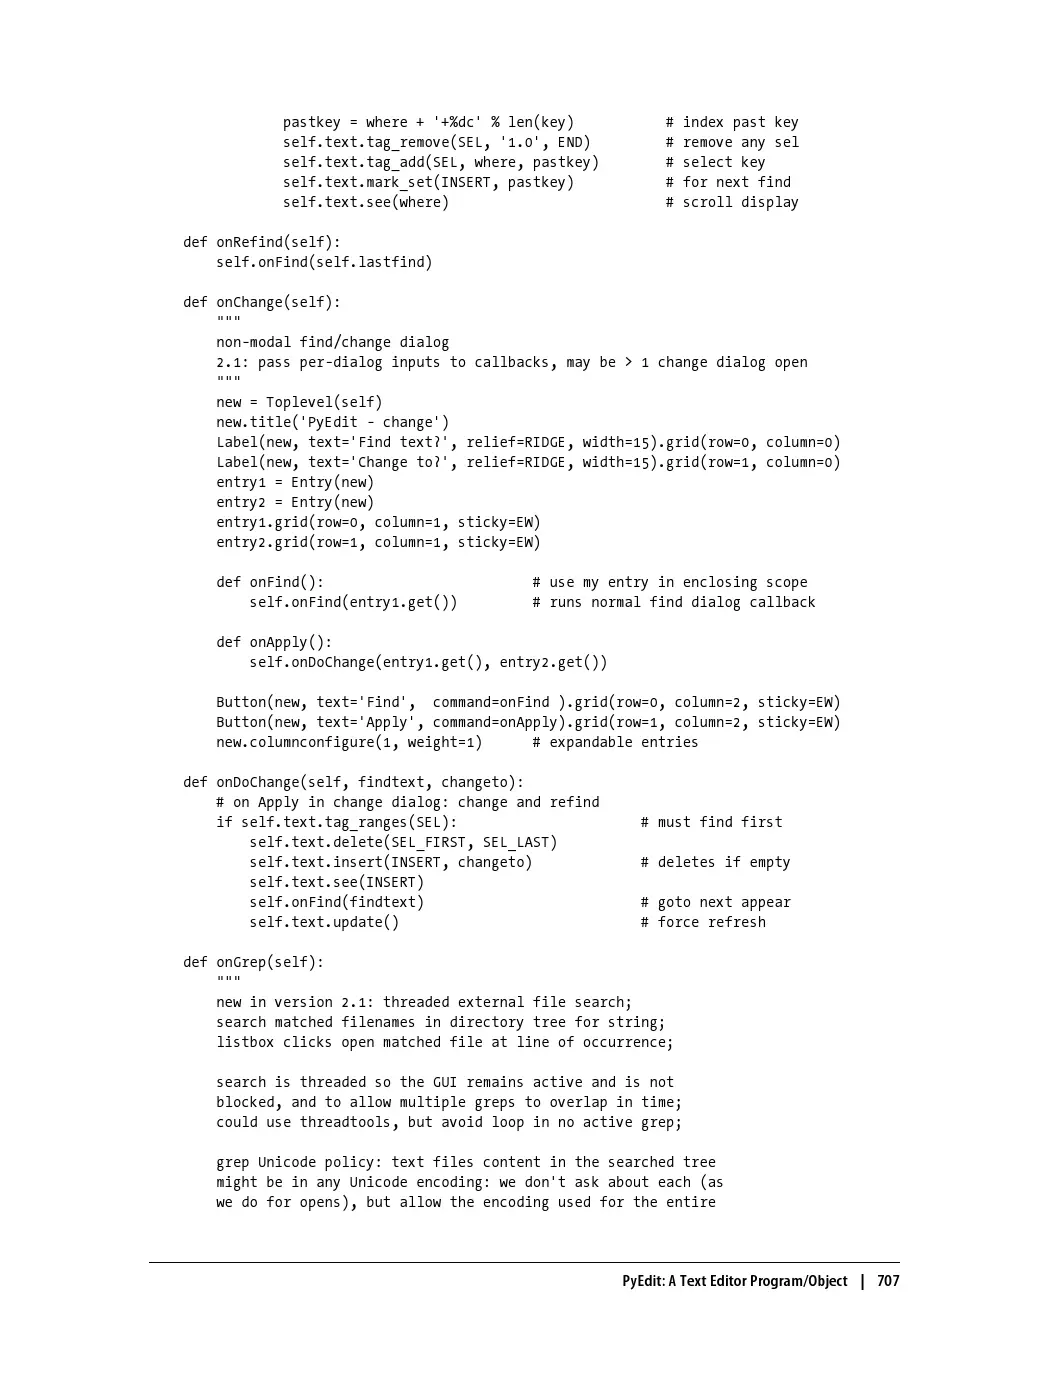 pastkey = where + '+%dc' % len(key)           # index past key
            self.text.tag_remove(SEL, '1.0', END)         # remove any sel
            self.text.tag_add(SEL, where, pastkey)        # select key
            self.text.mark_set(INSERT, pastkey)           # for next find
            self.text.see(where)                          # scroll display

def onRefind(self):
    self.onFind(self.lastfind)

def onChange(self):
    """
    non-modal find/change dialog
    2.1: pass per-dialog inputs to callbacks, may be > 1 change dialog open
    """
    new = Toplevel(self)
    new.title('PyEdit - change')
    Label(new, text='Find text?', relief=RIDGE, width=15).grid(row=0, column=0)
    Label(new, text='Change to?', relief=RIDGE, width=15).grid(row=1, column=0)
    entry1 = Entry(new)
    entry2 = Entry(new)
    entry1.grid(row=0, column=1, sticky=EW)
    entry2.grid(row=1, column=1, sticky=EW)

    def onFind():                         # use my entry in enclosing scope
        self.onFind(entry1.get())         # runs normal find dialog callback

    def onApply():
        self.onDoChange(entry1.get(), entry2.get())

    Button(new, text='Find',  command=onFind ).grid(row=0, column=2, sticky=EW)
    Button(new, text='Apply', command=onApply).grid(row=1, column=2, sticky=EW)
    new.columnconfigure(1, weight=1)      # expandable entries

def onDoChange(self, findtext, changeto):
    # on Apply in change dialog: change and refind
    if self.text.tag_ranges(SEL):                      # must find first
        self.text.delete(SEL_FIRST, SEL_LAST)
        self.text.insert(INSERT, changeto)             # deletes if empty
        self.text.see(INSERT)
        self.onFind(findtext)                          # goto next appear
        self.text.update()                             # force refresh

def onGrep(self):
    """
    new in version 2.1: threaded external file search;
    search matched filenames in directory tree for string;
    listbox clicks open matched file at line of occurrence;

    search is threaded so the GUI remains active and is not
    blocked, and to allow multiple greps to overlap in time;
    could use threadtools, but avoid loop in no active grep;

    grep Unicode policy: text files content in the searched tree
    might be in any Unicode encoding: we don't ask about each (as
    we do for opens), but allow the encoding used for the entire

PyEdit: A Text Editor Program/Object | 707